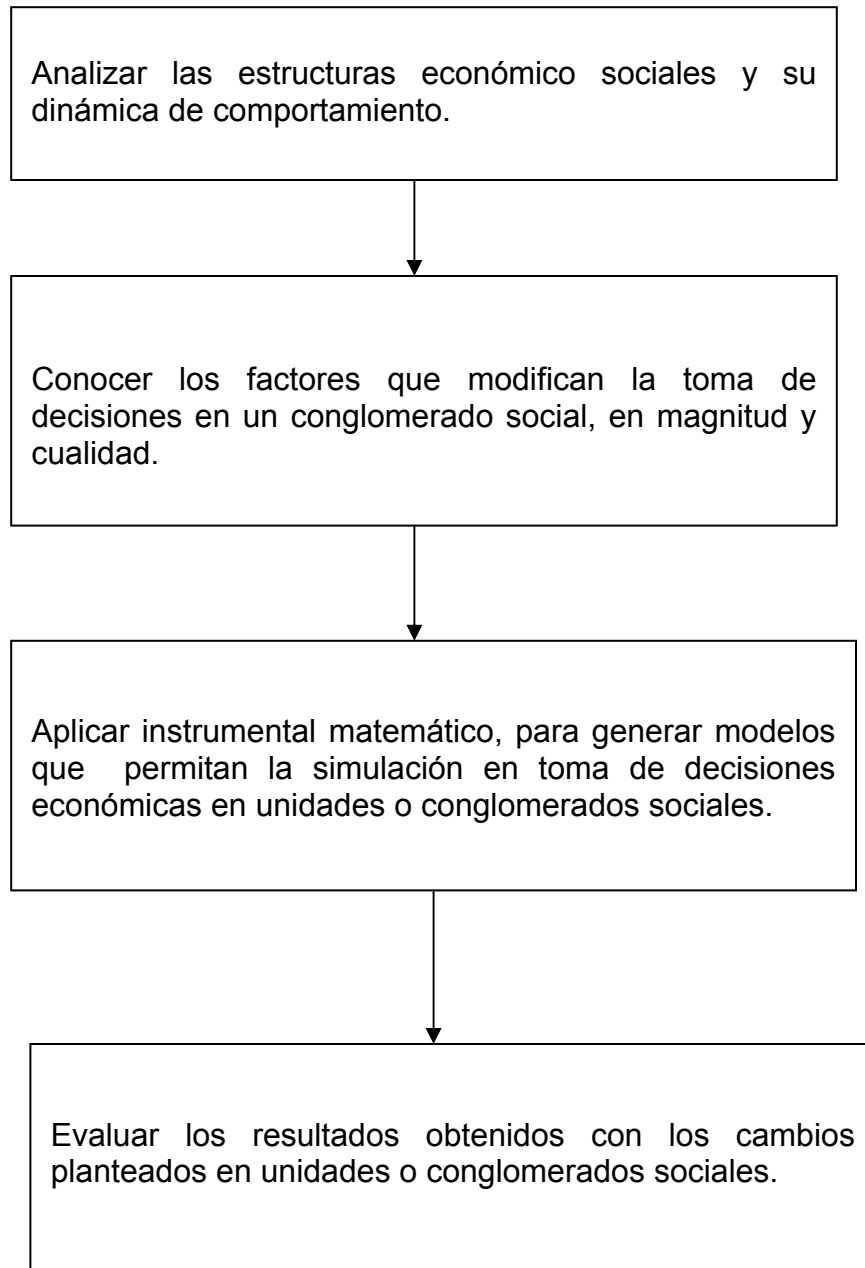 Analizar las estructuras económico sociales y su
dinámica de comportamiento.
Conocer los factores que modifican la toma de
decisiones en un conglomerado social, en magnitud y
cualidad.
Aplicar instrumental matemático, para generar modelos
que permitan la simulación en toma de decisiones
económicas en unidades o conglomerados sociales.
Evaluar los resultados obtenidos con los cambios
planteados en unidades o conglomerados sociales.